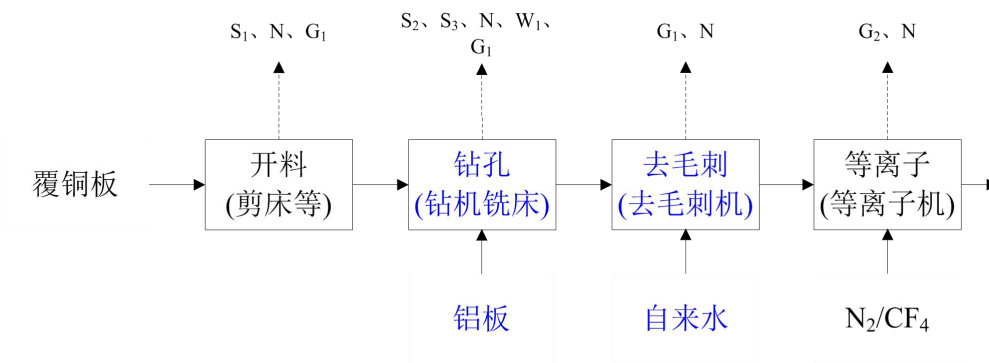 S₁、N、G₁
S₂、S₃、N、W₁、
G₁
G₁、N
G₂、N
覆铜板
开料
(剪床等)
钻孔
(钻机铣床)
去毛刺
(去毛刺机)
等离子
(等离子机)
铝板
自来水
N₂/CF₄